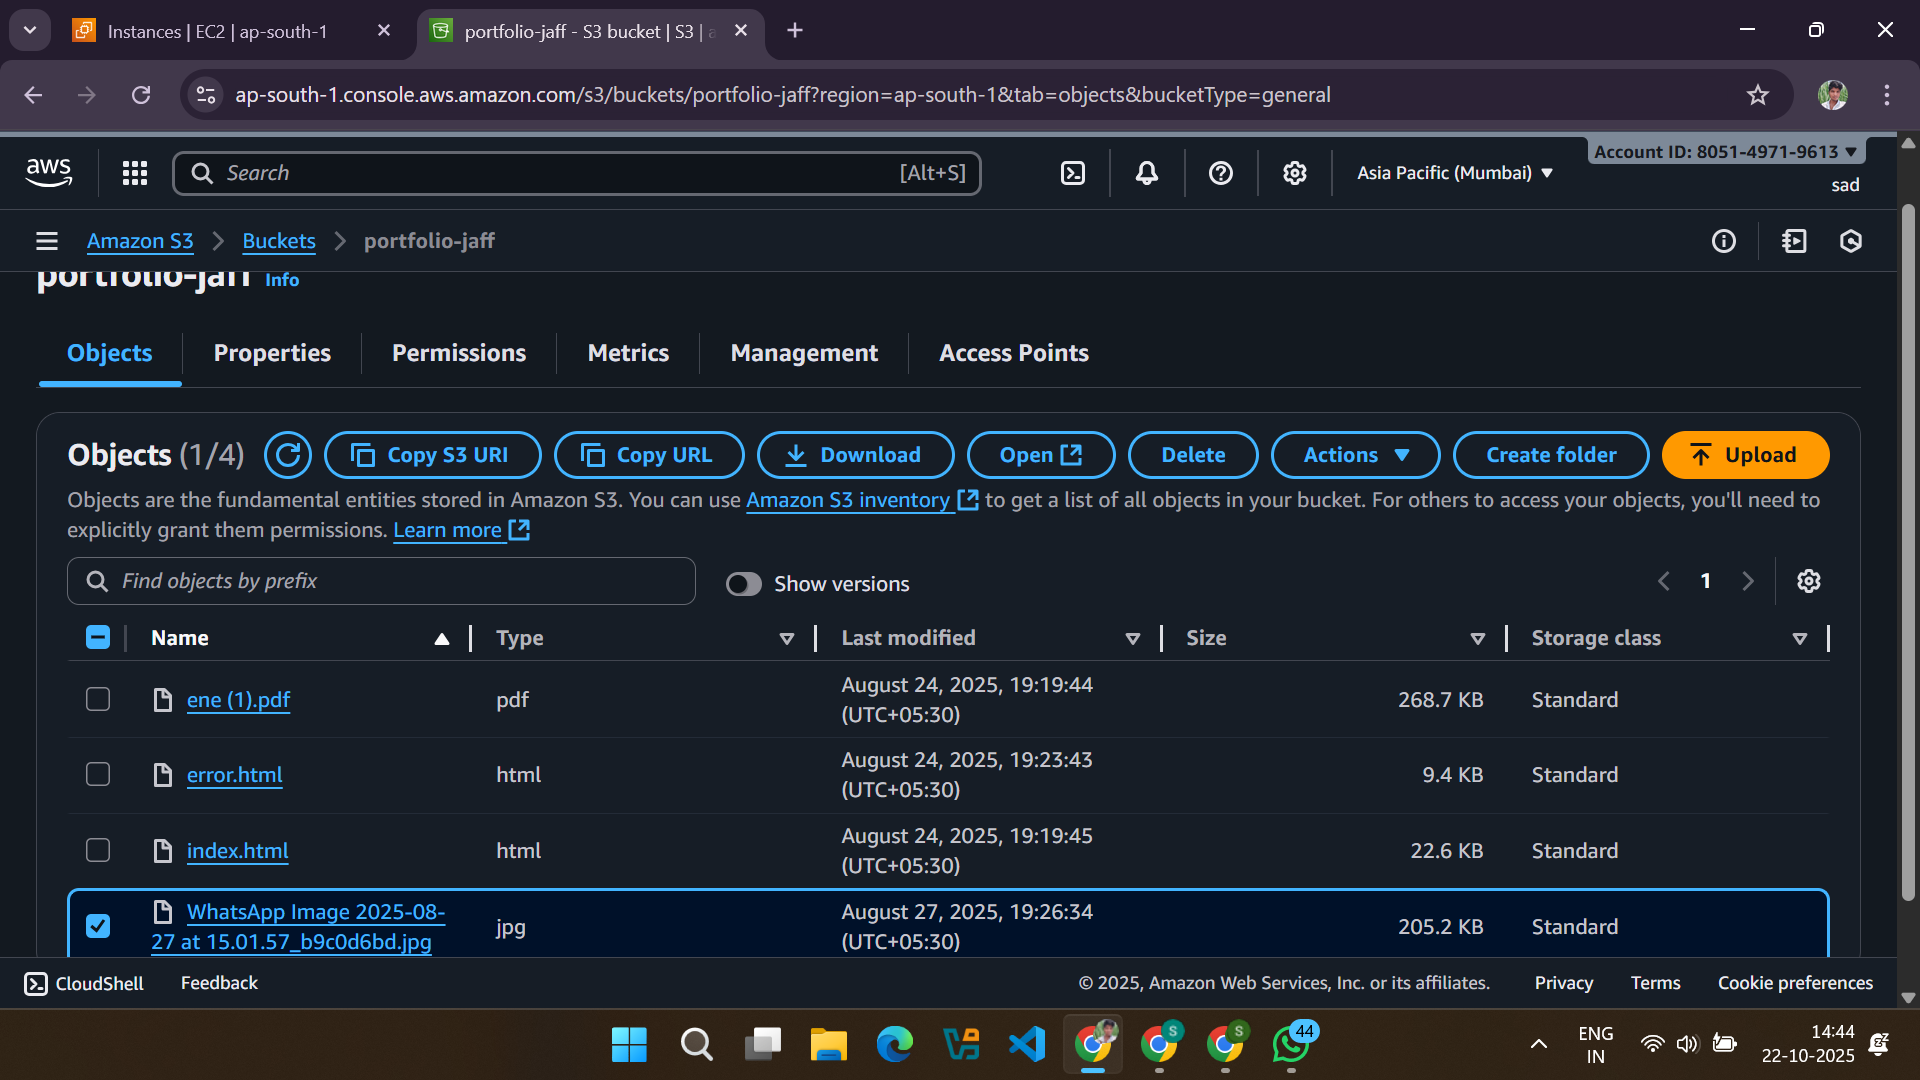 Instances | EC2 | ap-south-1
portfolio-jaff - S3 bucket | S3 | a
ap-south-1.console.aws.amazon.com/s3/buckets/portfolio-jaff?region=ap-south-1&tab=objects&bucketType=general
aws
Search
[Alt+S]
Asia Pacific (Mumbai)
Account ID: 8051-4971-9613
sad
Amazon S3
Buckets
portfolio-jaff
portfolio-jaff Info
Objects
Properties
Permissions
Metrics
Management
Access Points
Objects (1/4)
Copy S3 URI
Copy URL
Download
Open
Delete
Actions
Create folder
Upload
Objects are the fundamental entities stored in Amazon S3. You can use Amazon S3 inventory to get a list of all objects in your bucket. For others to access your objects, you'll need to
explicitly grant them permissions. Learn more
Find objects by prefix
Show versions
1
Name
Type
Last modified
Size
Storage class
ene (1).pdf
pdf
August 24, 2025, 19:19:44
(UTC+05:30)
268.7 KB
Standard
error.html
html
August 24, 2025, 19:23:43
(UTC+05:30)
9.4 KB
Standard
index.html
html
August 24, 2025, 19:19:45
(UTC+05:30)
22.6 KB
Standard
WhatsApp Image 2025-08-
27 at 15.01.57_b9c0d6bd.jpg
jpg
August 27, 2025, 19:26:34
(UTC+05:30)
205.2 KB
Standard
CloudShell
Feedback
© 2025, Amazon Web Services, Inc. or its affiliates.
Privacy
Terms
Cookie preferences
S
S
44
ENG
IN
14:44
22-10-2025